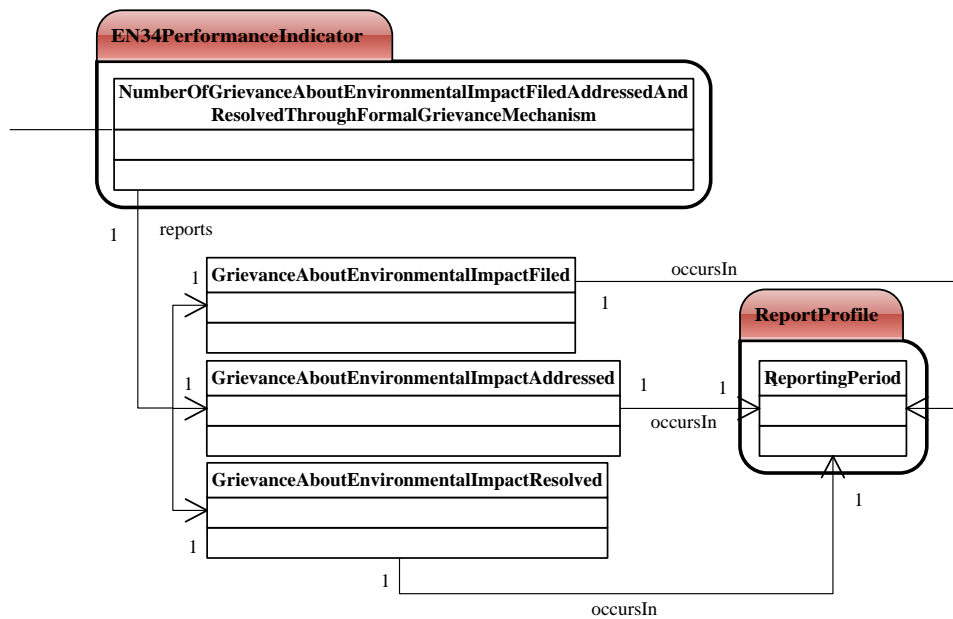 EN34PerformanceIndicator
NumberOfGrievanceAboutEnvironmentalImpactFiledAddressedAnd
ResolvedThroughFormalGrievanceMechanism
1
reports
1
GrievanceAboutEnvironmentalImpactFiled
occursIn
1
ReportProfile
1
GrievanceAboutEnvironmentalImpactAddressed
1
occursIn
1
ReportingPeriod
1
GrievanceAboutEnvironmentalImpactResolved
1
1
1
occursIn